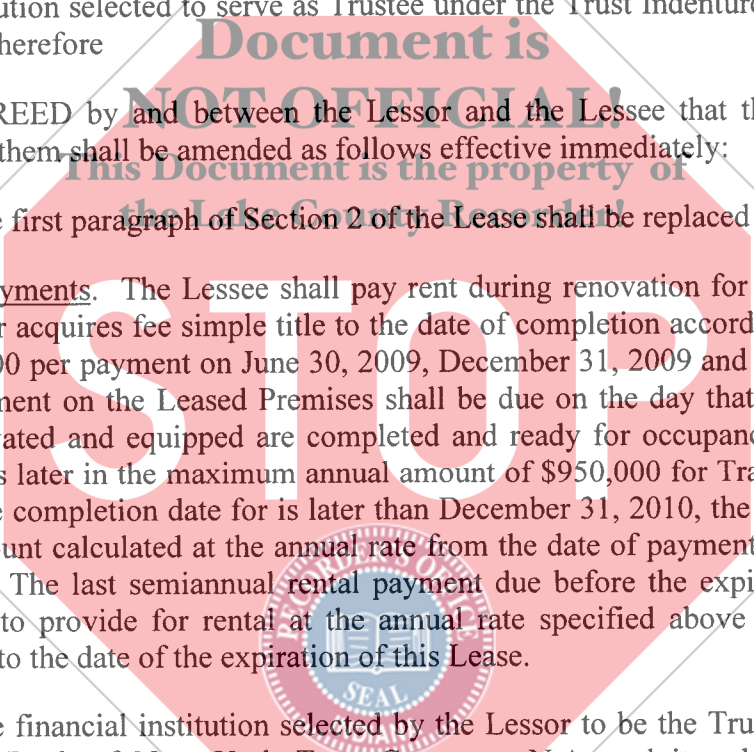 ution selected to serve as Trustee under the Trust Indenture
herefore
Document is
NOT OFFICIAL!
REED by and between the Lessor and the Lessee that th
them shall be amended as follows effective immediately:
This Document is the property of
the Lake County Recorder!
e first paragraph of Section 2 of the Lease shall be replaced
yments. The Lessee shall pay rent during renovation for
r acquires fee simple title to the date of completion accord
00 per payment on June 30, 2009, December 31, 2009 and
ment on the Leased Premises shall be due on the day that
vated and equipped are completed and ready for occupanc
s later in the maximum annual amount of $950,000 for Tra
e completion date for is later than December 31, 2010, the
unt calculated at the annual rate from the date of payment
The last semiannual rental payment due before the expi
to provide for rental at the annual rate specified above
to the date of the expiration of this Lease.
STOP
RECORDER'S OFFICE
SEAL
e financial institution selected by the Lessor to be the Tru